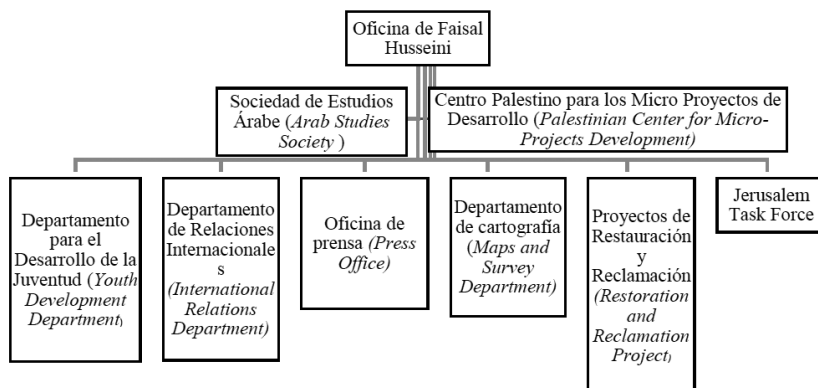 Oficina de Faisal
Husseini
Sociedad de Estudios
Árabe (Arab Studies
Society )
Centro Palestino para los Micro Proyectos de
Desarrollo (Palestinian Center for Micro-
Projects Development)
Departamento
para el
Desarrollo de la
Juventud (Youth
Development
Department)
Departamento
de Relaciones
Internacionale
s
(International
Relations
Department)
Oficina de
prensa (Press
Office)
Departamento
de cartografía
(Maps and
Survey
Department)
Proyectos de
Restauración
y
Reclamación
(Restoration
and
Reclamation
Project)
Jerusalem
Task Force